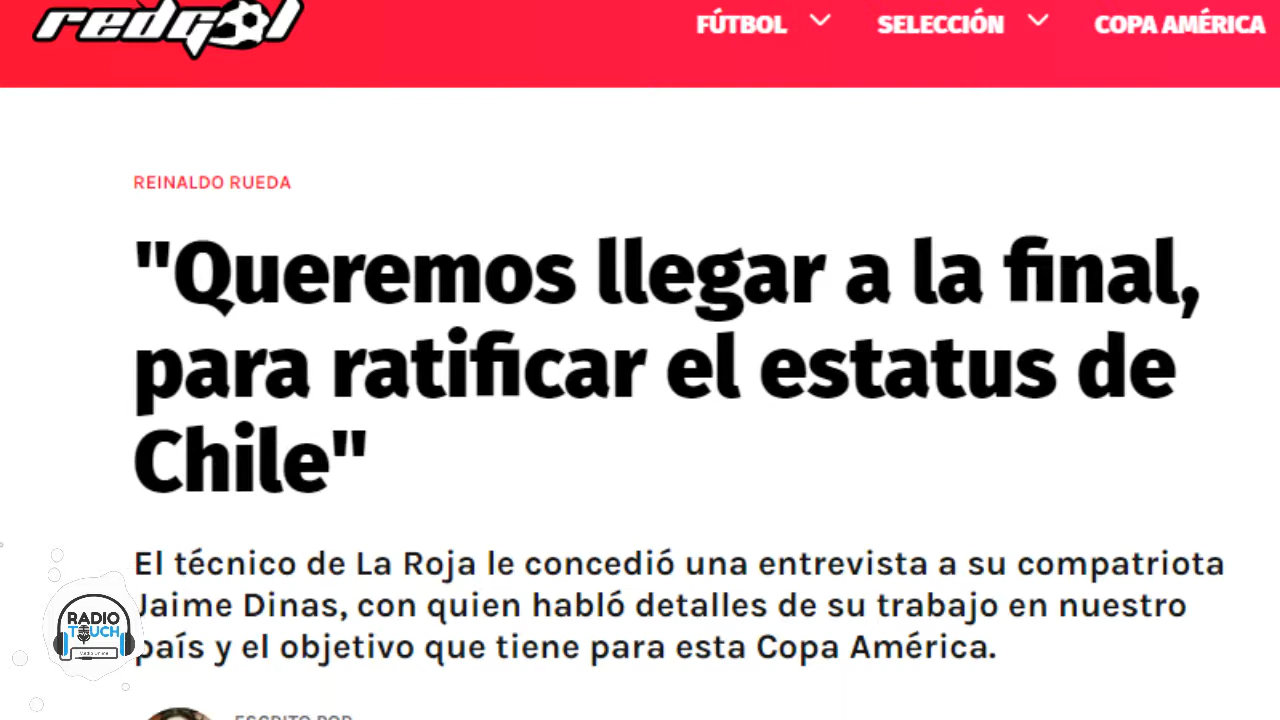 redgol
FÚTBOL
SELECCIÓN
COPA AMÉRICA
REINALDO RUEDA
"Queremos llegar a la final,
para ratificar el estatus de
Chile"
El técnico de La Roja le concedió una entrevista a su compatriota
Jaime Dinas, con quien habló detalles de su trabajo en nuestro
país y el objetivo que tiene para esta Copa América.
RADIO
TOUCH
ESCRITO POR